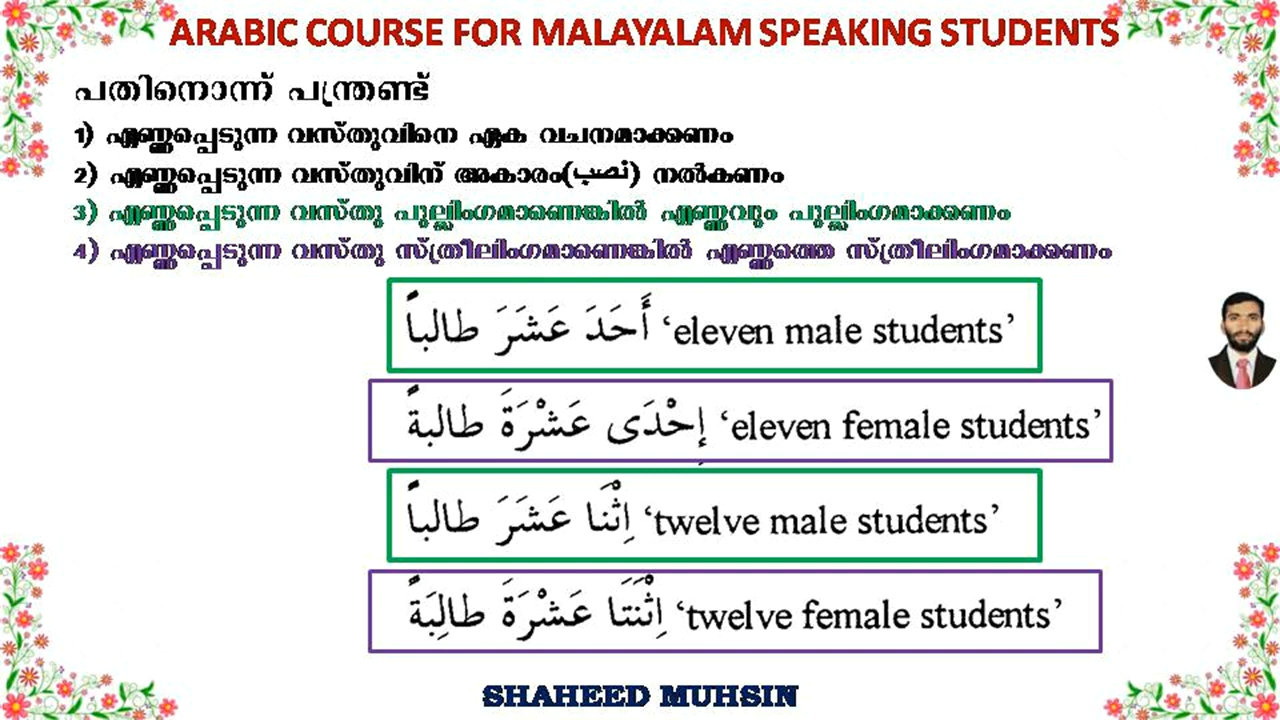 ARABIC COURSE FOR MALAYALAM SPEAKING STUDENTS
പതിനൊന്ന് പന്ത്രണ്ട്
1) എണ്ണപ്പെടുന്ന വസ്തുവിനെ ഏക വചനമാക്കണം
2) എണ്ണപ്പെടുന്ന വസ്തുവിന് അകാരം(نصب) നൽകണം
3) എണ്ണപ്പെടുന്ന വസ്തു പുല്ലിംഗമാണെങ്കിൽ എണ്ണവും പുല്ലിംഗമാക്കണം
4) എണ്ണപ്പെടുന്ന വസ്തു സ്ത്രീലിംഗമാണെങ്കിൽ എണ്ണത്തെ സ്ത്രീലിംഗമാക്കണം
أَحَدَ عَشَرَ طالباً ‘eleven male students’
إِحْدَى عَشْرَةَ طالبةً ‘eleven female students’
اِثْنَا عَشَرَ طالباً ‘twelve male students’
اِثْنَتَا عَشْرَةَ طالِبَةً ‘twelve female students’
SHAHEED MUHSIN